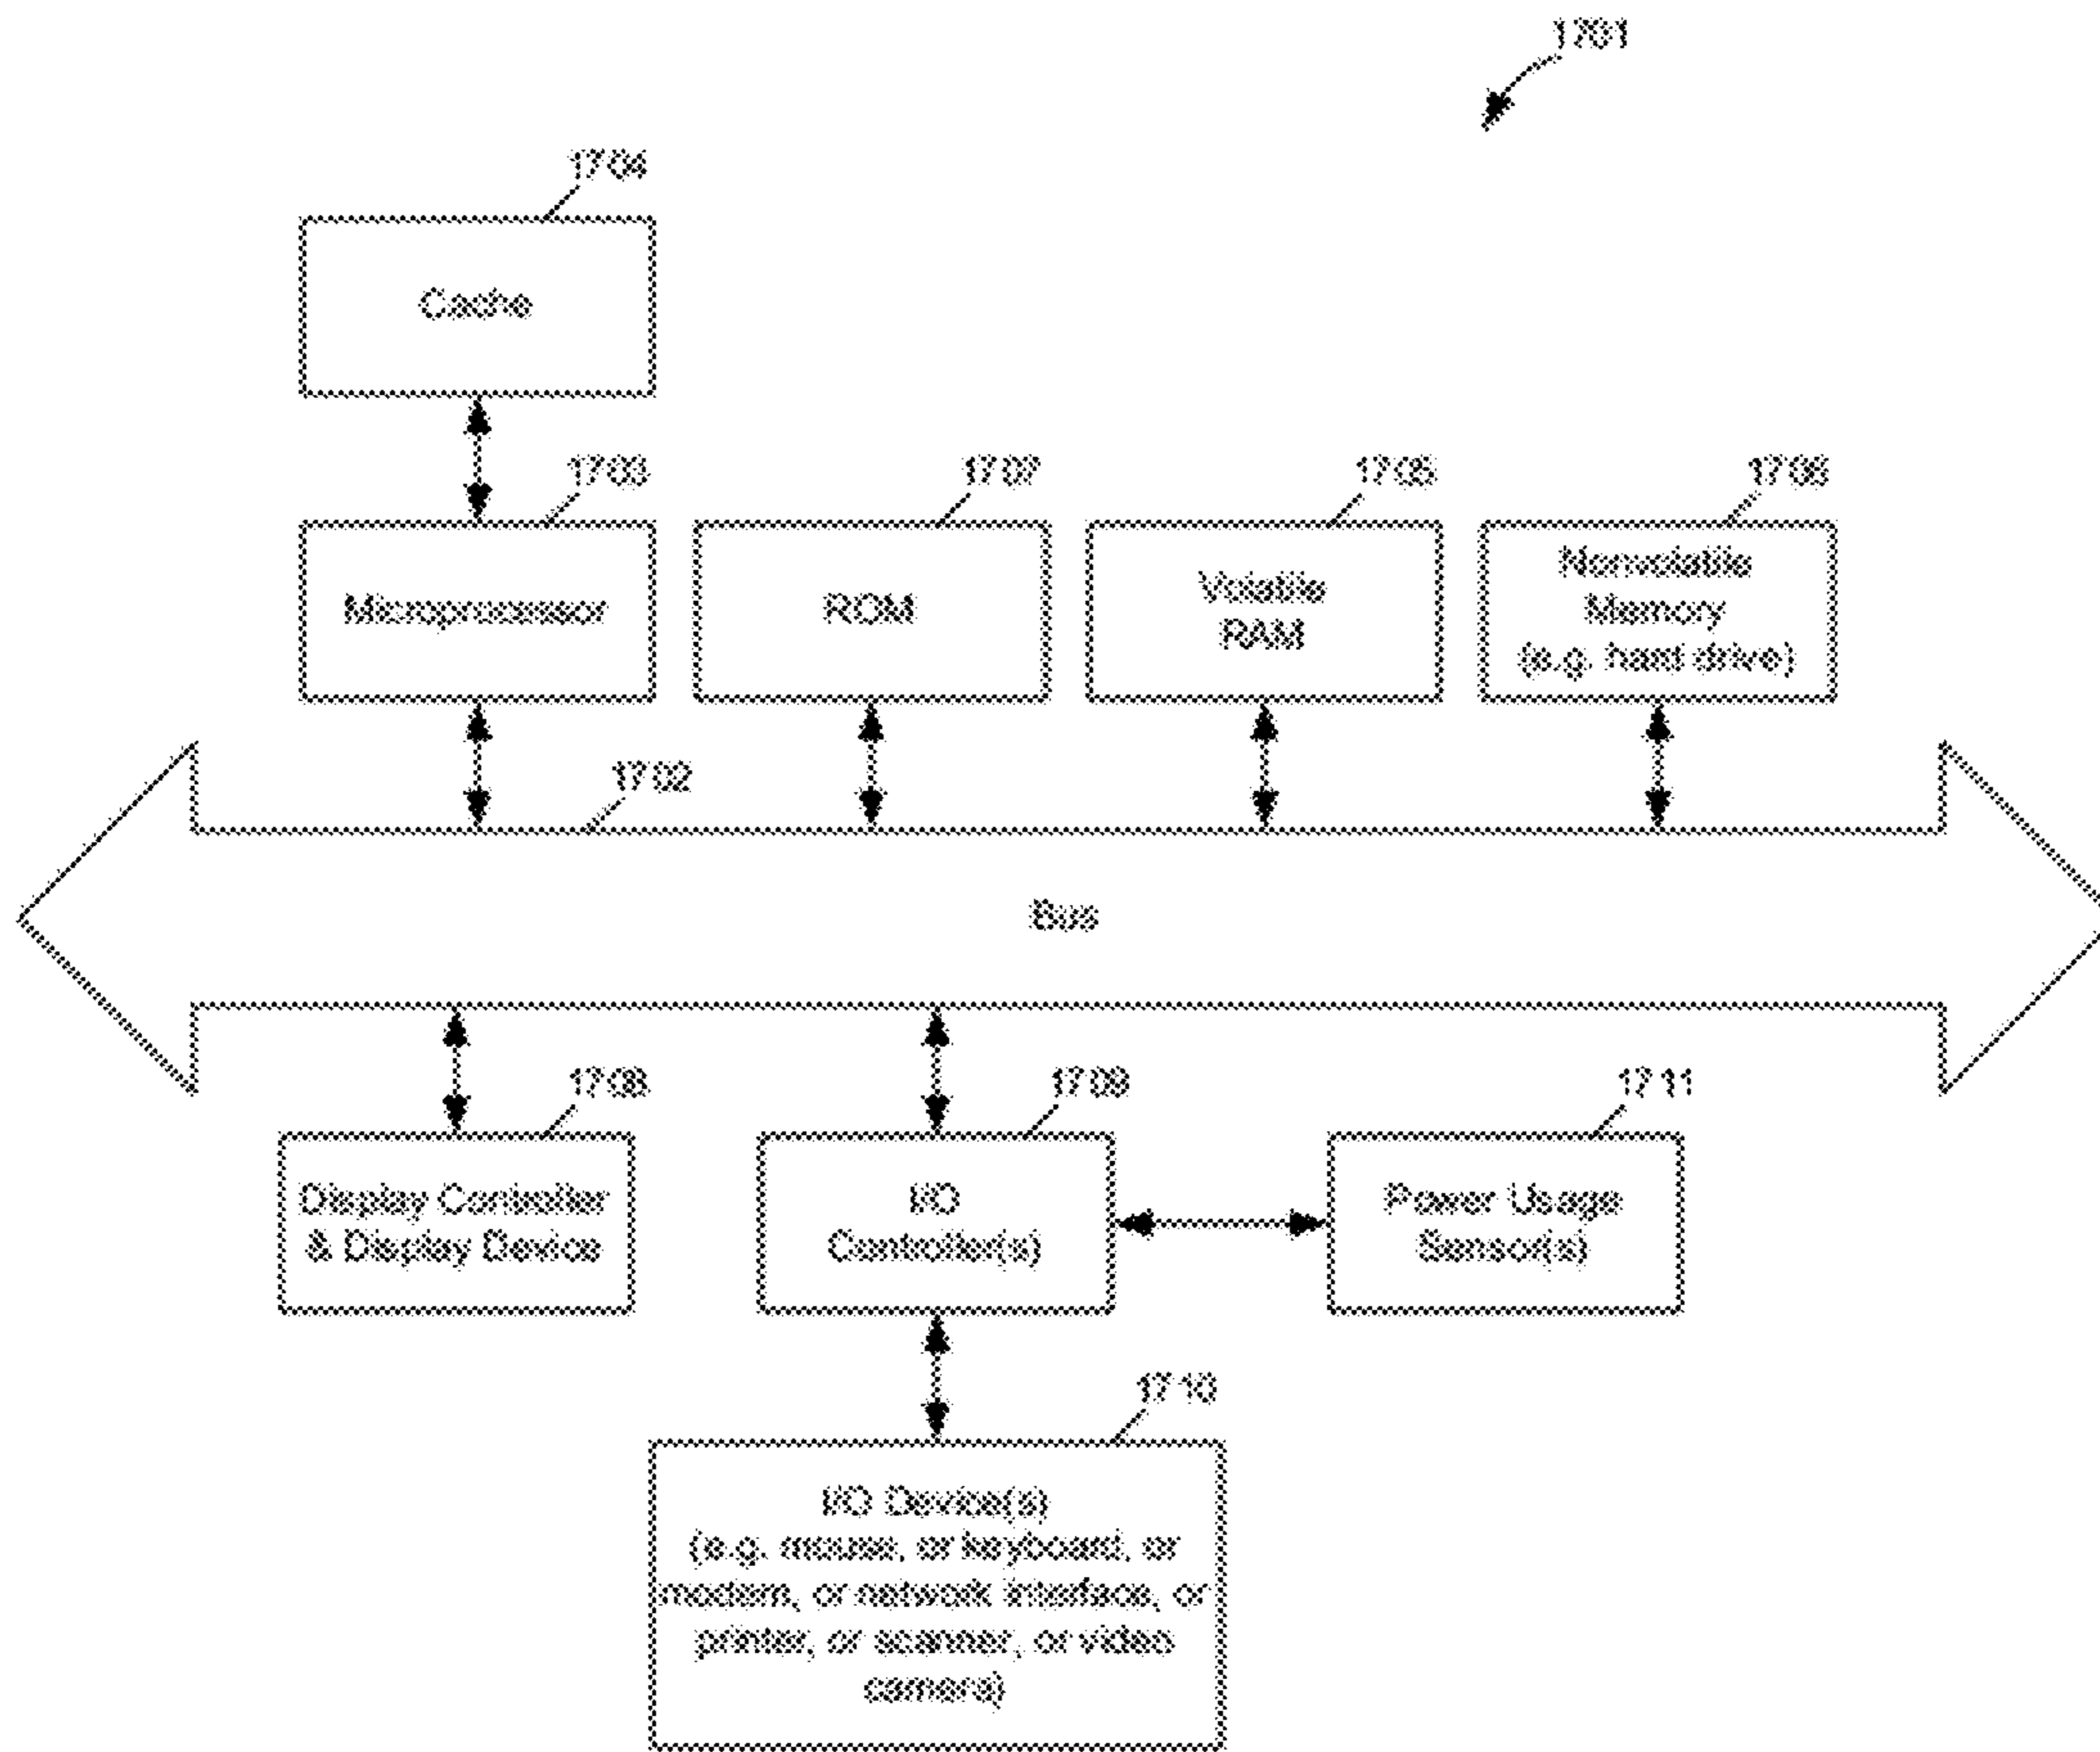 1701
1704
Cache
1703
1707
1705
1706
Microprocessor
ROM
Volatile
RAM
Nonvolatile
Memory
(e.g. hard drive)
1702
Bus
1708
1709
1711
Display Controller
& Display Device
I/O
Controller(s)
Power Usage
Sensor(s)
1710
I/O Device(s)
(e.g. mouse, or keyboard, or
modem, or network interface, or
printer, or scanner, or video
camera)